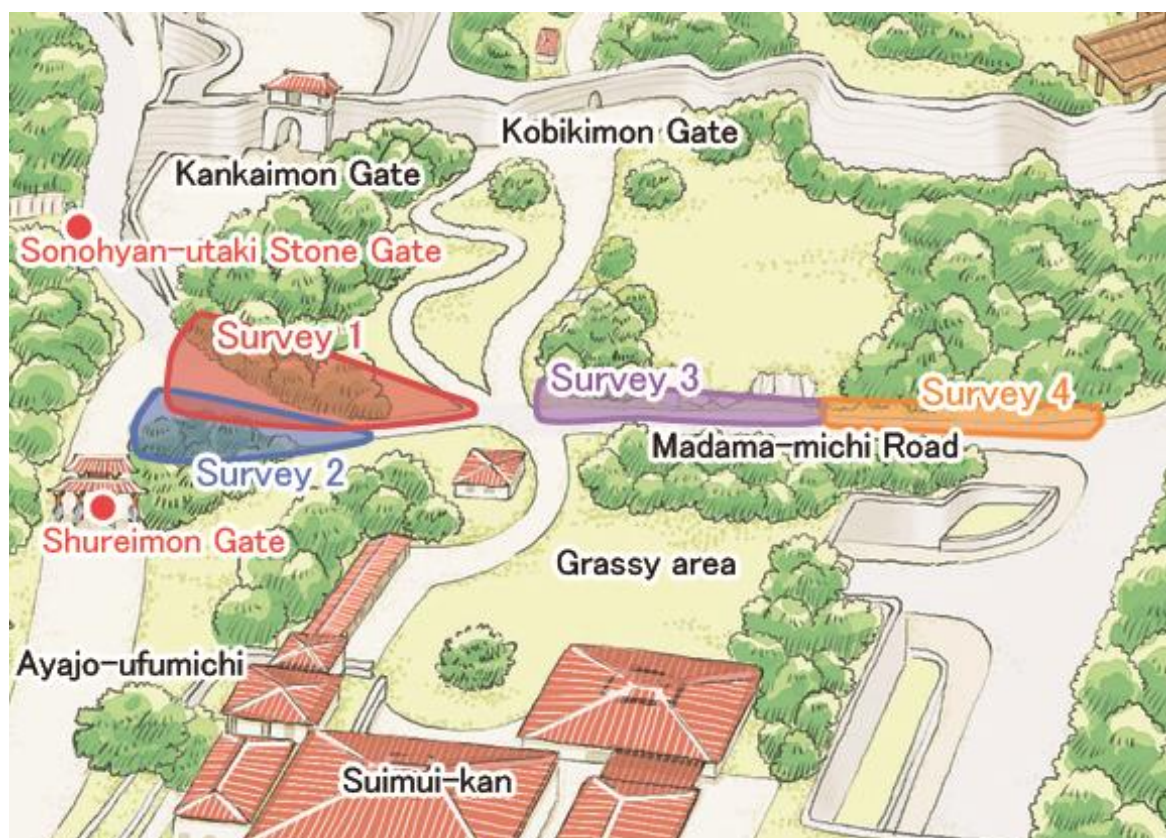 Kobikimon Gate
Kankaimon Gate
Sonohyan-utaki Stone Gate
Survey 1
Survey 3
Survey 4
Madama-michi Road
Survey 2
Shureimon Gate
Grassy area
Ayajo-ufumichi
Suimui-kan